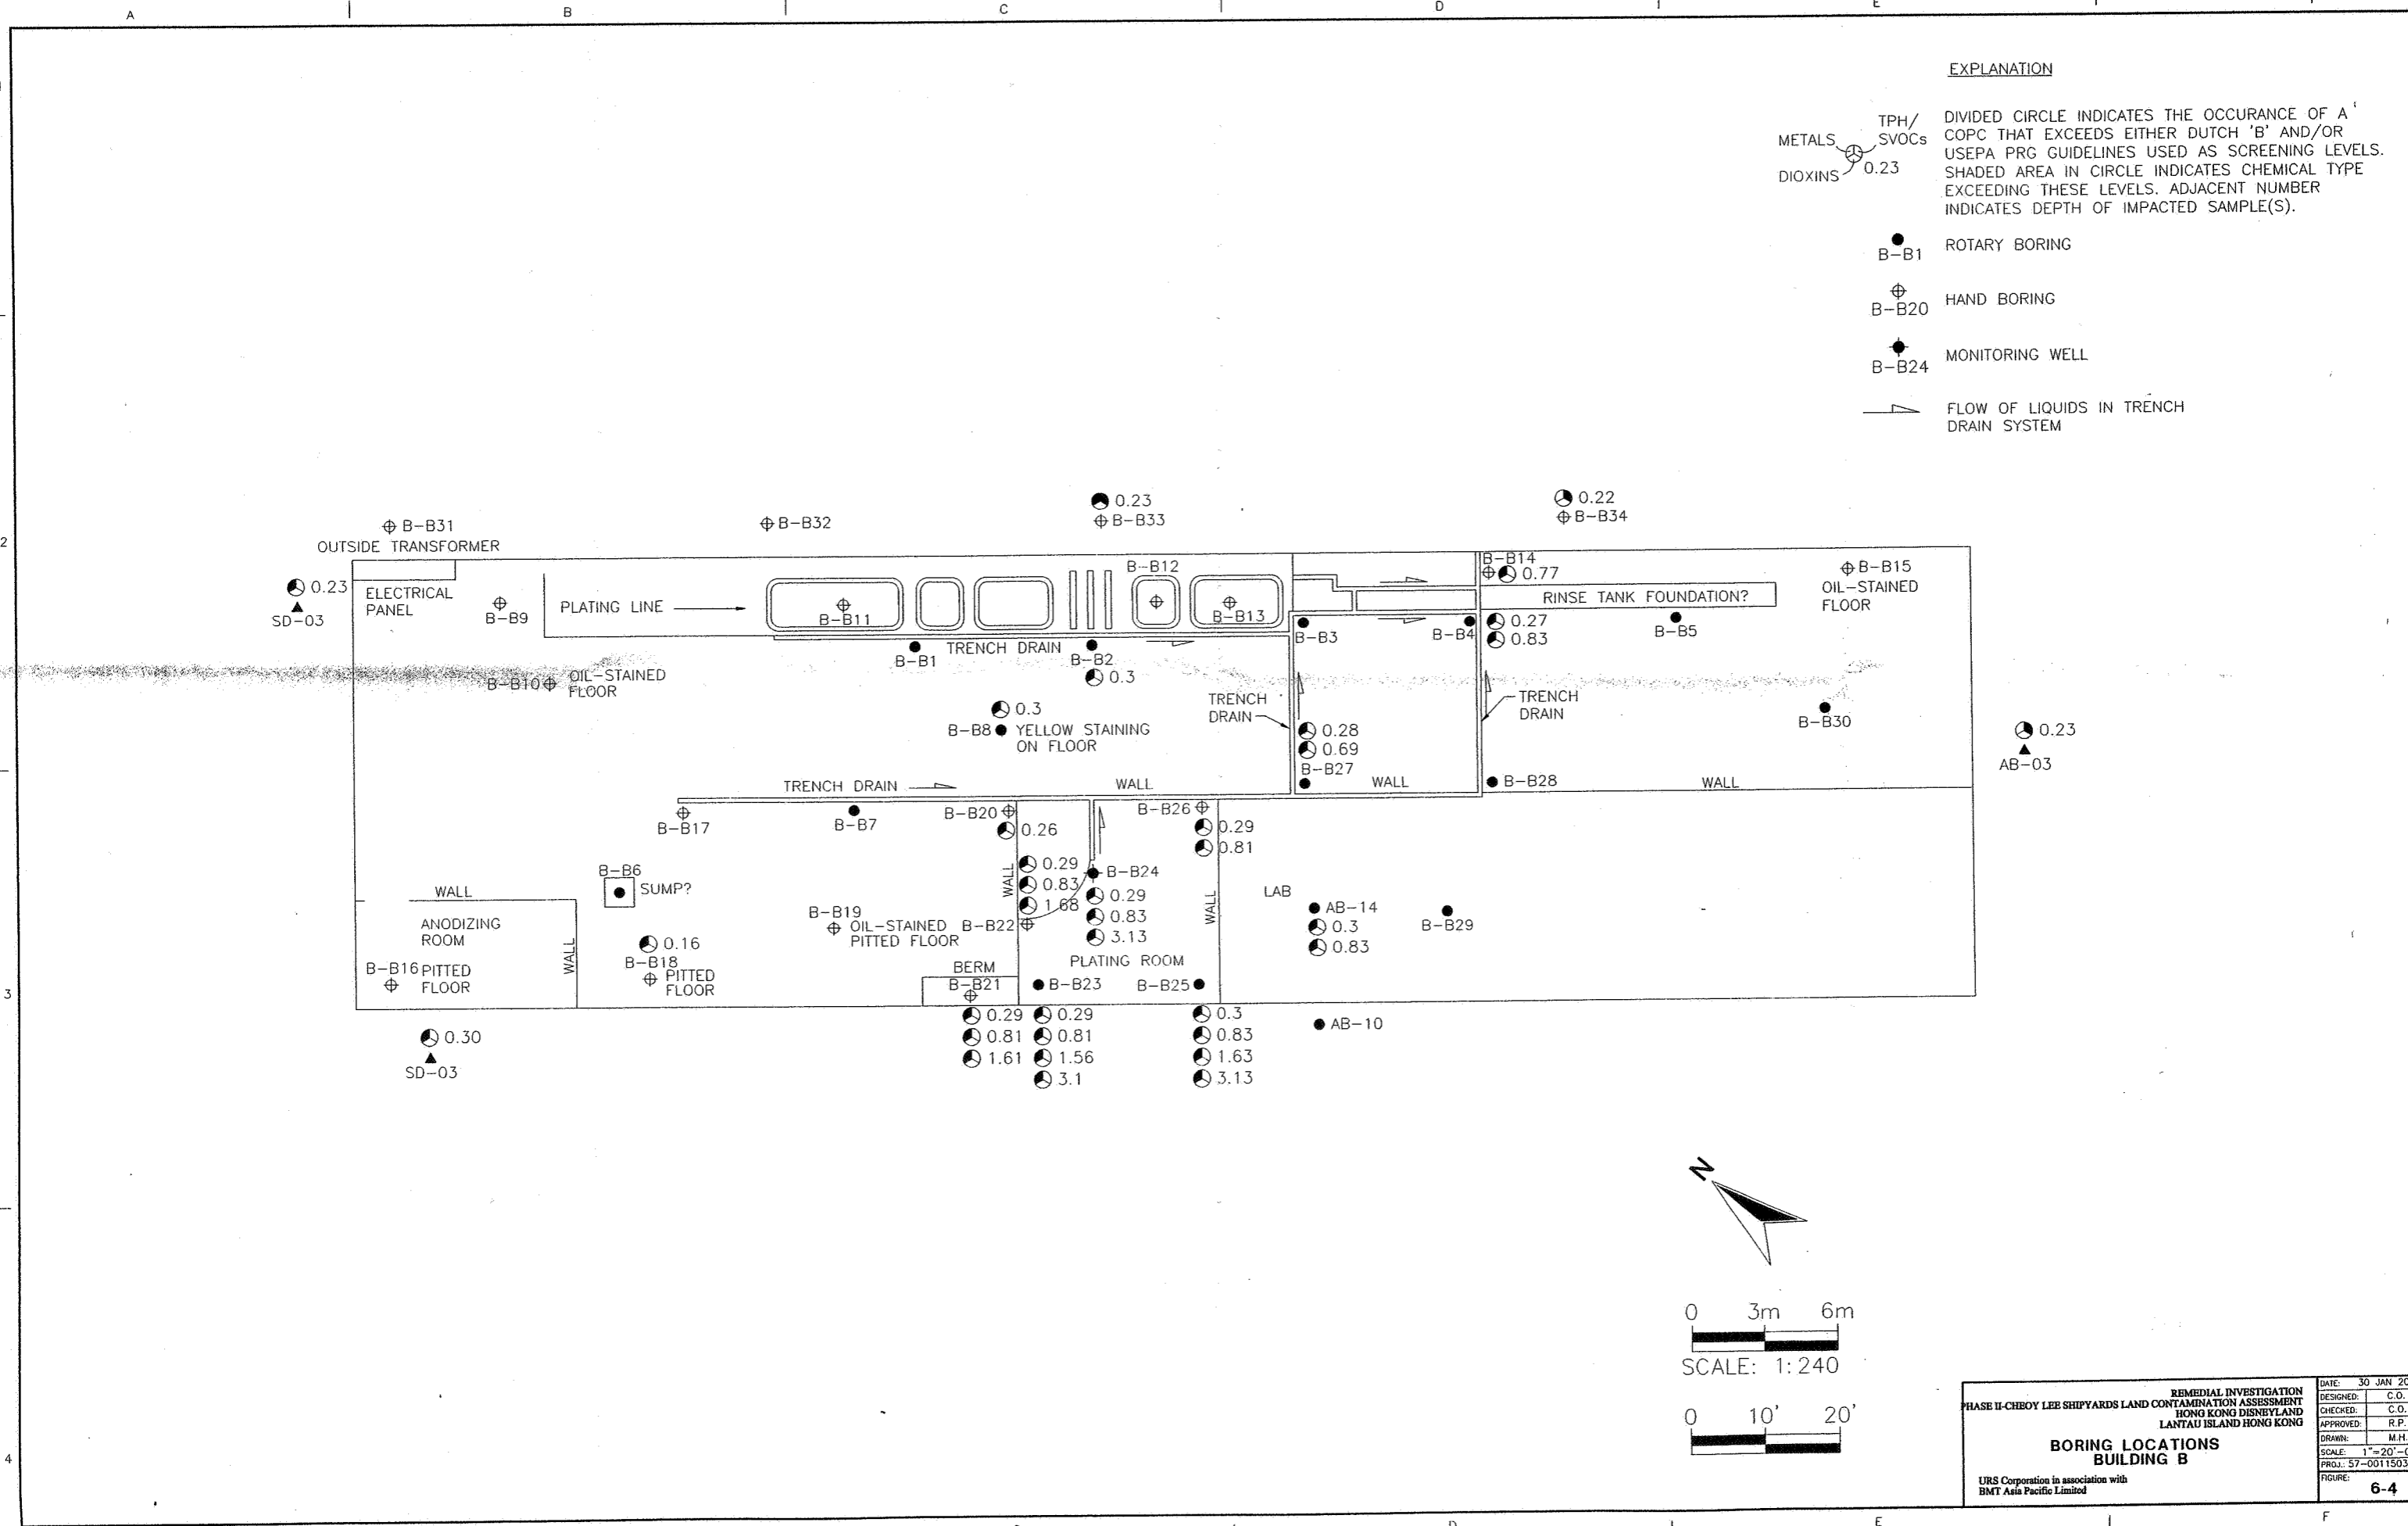 A
B
C
D
E
EXPLANATION
METALS
TPH/
SVOCs
DIOXINS
0.23
DIVIDED CIRCLE INDICATES THE OCCURANCE OF A
COPC THAT EXCEEDS EITHER DUTCH 'B' AND/OR
USEPA PRG GUIDELINES USED AS SCREENING LEVELS.
SHADED AREA IN CIRCLE INDICATES CHEMICAL TYPE
EXCEEDING THESE LEVELS. ADJACENT NUMBER
INDICATES DEPTH OF IMPACTED SAMPLE(S).
B-B1
ROTARY BORING
B-B20
HAND BORING
B-B24
MONITORING WELL
FLOW OF LIQUIDS IN TRENCH
DRAIN SYSTEM
2
B-B31
OUTSIDE TRANSFORMER
B-B32
0.23
B-B33
0.22
B-B34
0.23
SD-03
ELECTRICAL
PANEL
B-B9
PLATING LINE
B-B11
B-B12
B-B13
B-B14
0.77
RINSE TANK FOUNDATION?
B-B15
OIL-STAINED
FLOOR
B-B1
TRENCH DRAIN
B-B2
0.3
B-B3
B-B4
0.27
0.83
B-B5
B-B10
OIL-STAINED
FLOOR
0.3
B-B8
YELLOW STAINING
ON FLOOR
TRENCH
DRAIN
0.28
0.69
B-B27
TRENCH
DRAIN
B-B30
0.23
AB-03
TRENCH DRAIN
WALL
WALL
B-B28
WALL
B-B17
B-B7
B-B20
0.26
B-B26
0.29
0.81
B-B6
SUMP?
WALL
0.29
0.83
1.68
B-B24
0.29
0.83
3.13
WALL
LAB
AB-14
0.3
0.83
B-B29
WALL
ANODIZING
ROOM
WALL
B-B16
PITTED
FLOOR
0.16
B-B18
PITTED
FLOOR
B-B19
OIL-STAINED
PITTED FLOOR
B-B22
PLATING ROOM
BERM
B-B21
B-B23
B-B25
3
0.29
0.81
1.61
0.29
0.81
1.56
3.1
0.3
0.83
1.63
3.13
AB-10
0.30
SD-03
N
0 3m 6m
SCALE: 1:240
0 10' 20'
4
REMEDIAL INVESTIGATION
PHASE II-CHEOY LEE SHIPYARDS LAND CONTAMINATION ASSESSMENT
HONG KONG DISNEYLAND
LANTAU ISLAND HONG KONG
BORING LOCATIONS
BUILDING B
URS Corporation in association with
BMT Asia Pacific Limited
DATE: 30 JAN 20
DESIGNED: C.O.
CHECKED: C.O.
APPROVED: R.P.
DRAWN: M.H.
SCALE: 1"=20'-0
PROJ.: 57-0011503
FIGURE:
6-4
D
E
F